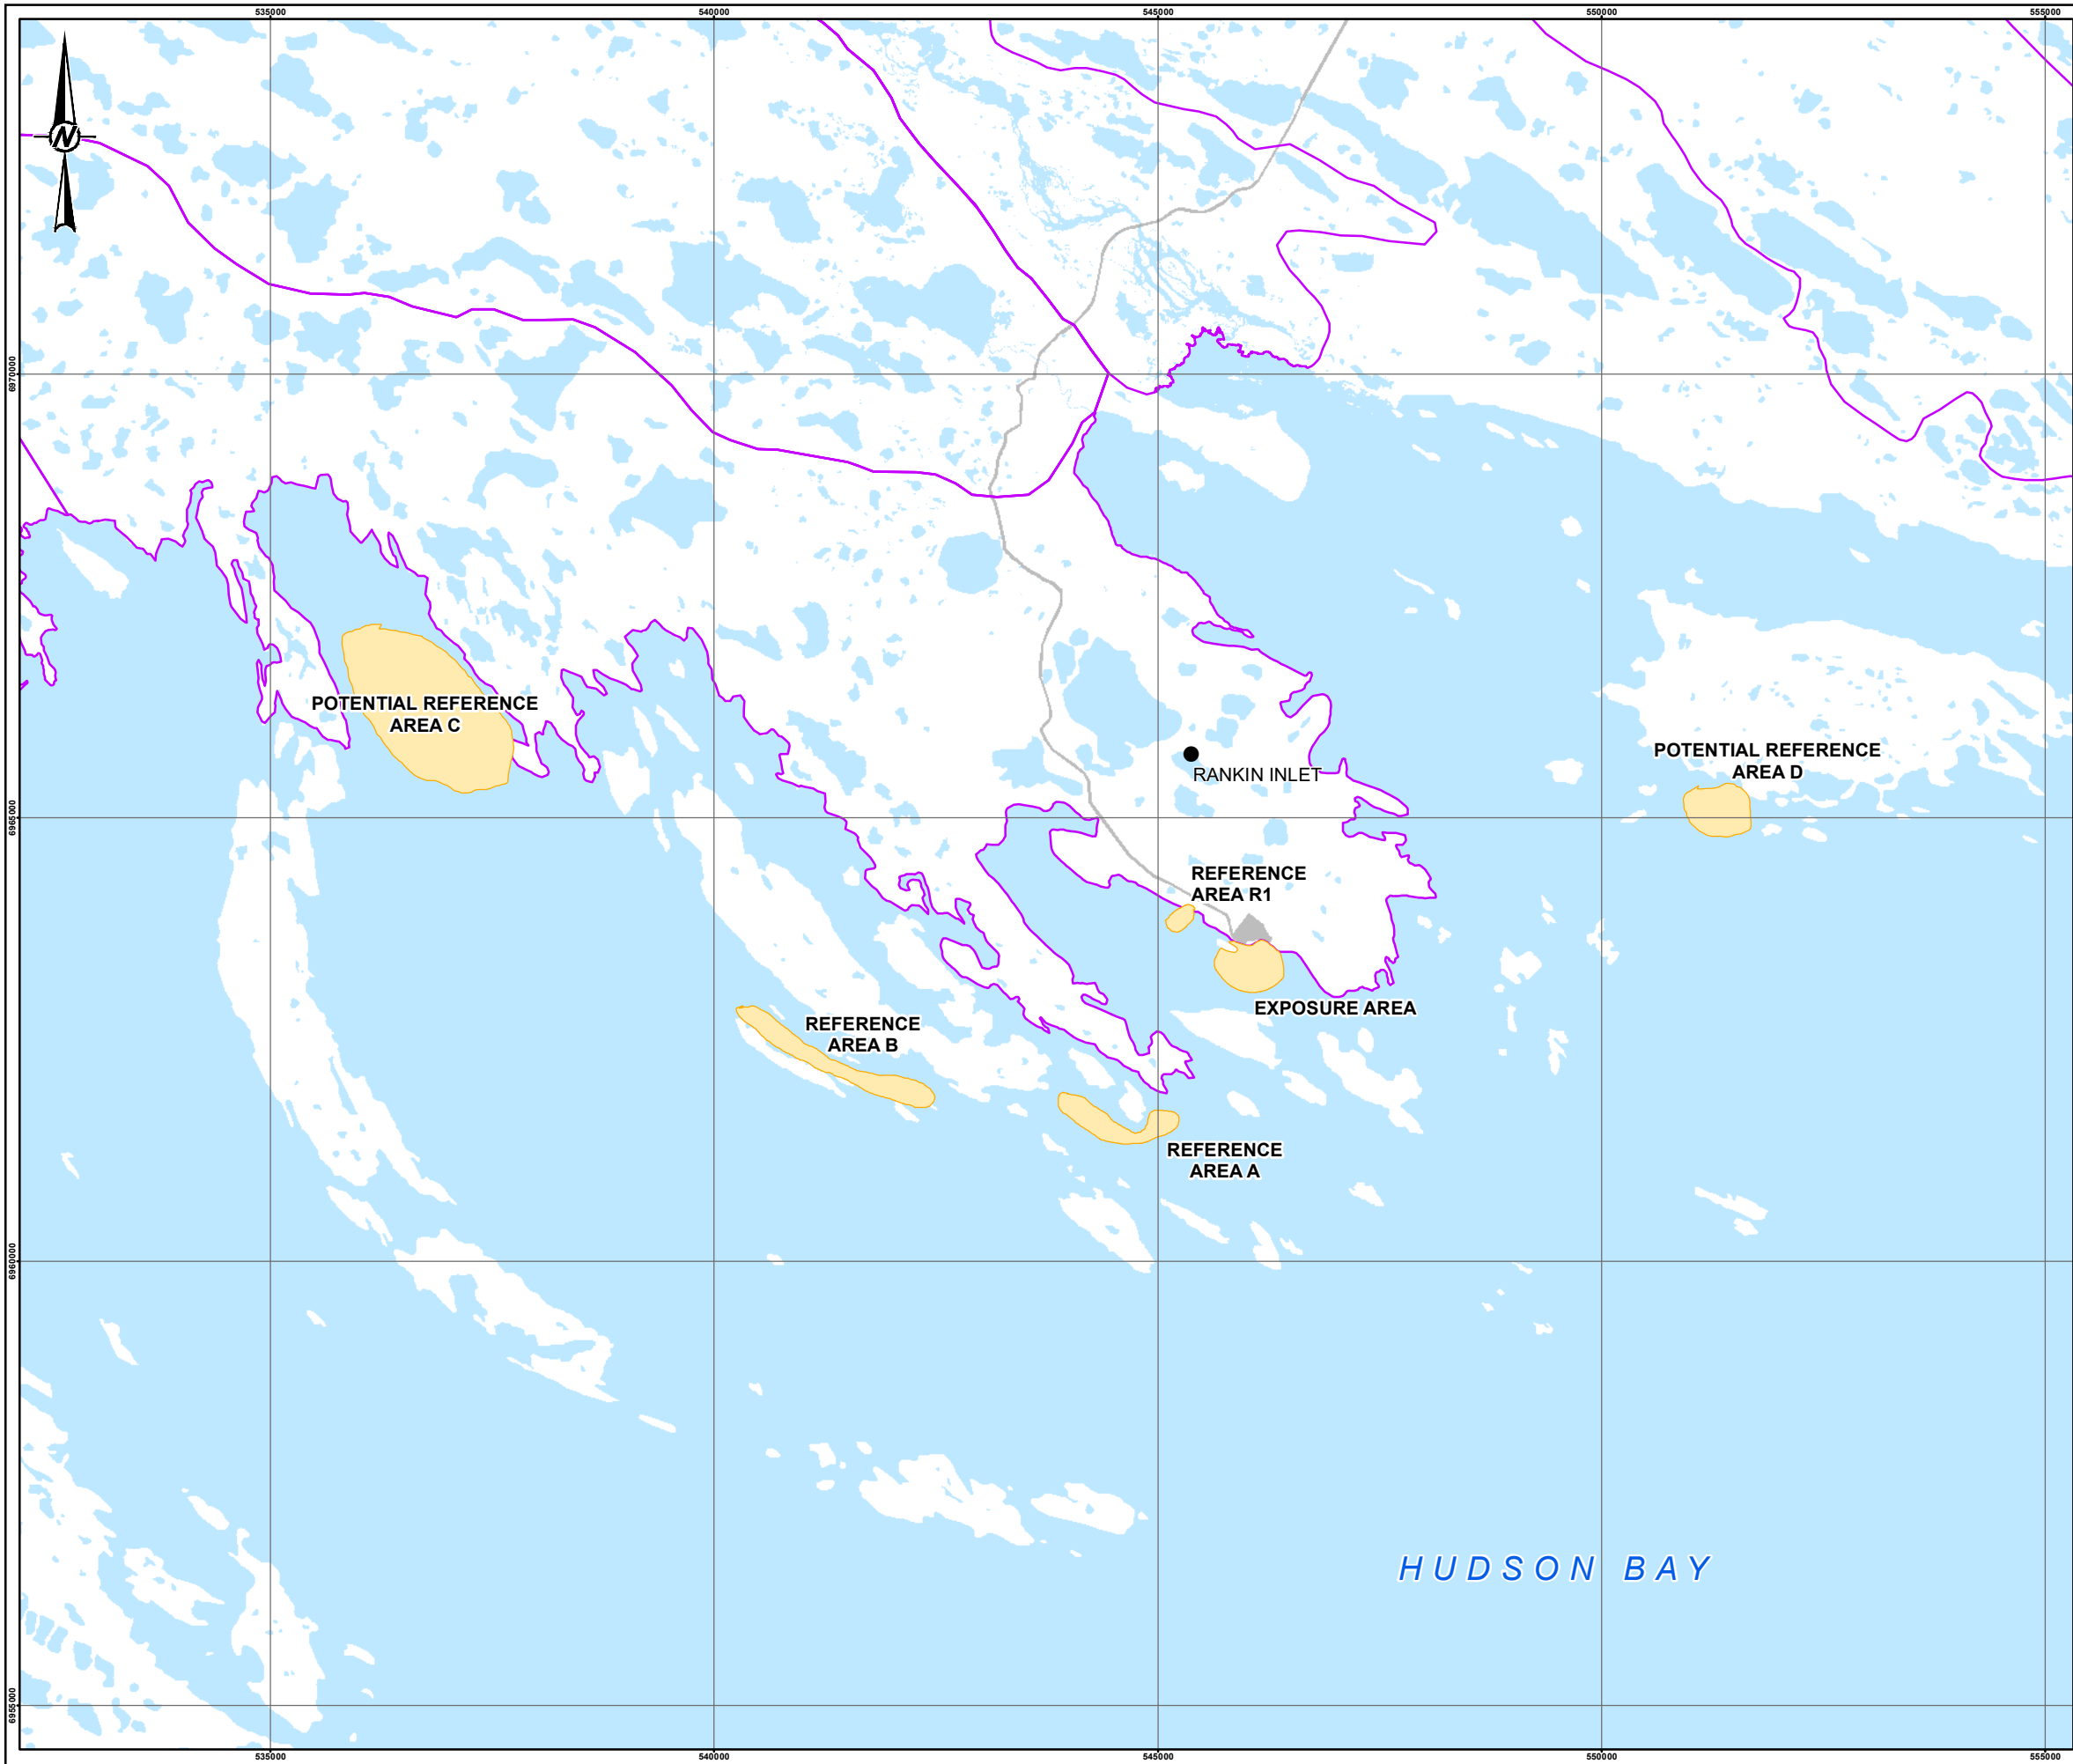 535000
540000
545000
550000
555000
N
6970000
POTENTIAL REFERENCE
AREA C
POTENTIAL REFERENCE
AREA D
RANKIN INLET
6965000
REFERENCE
AREA R1
EXPOSURE AREA
REFERENCE
AREA B
REFERENCE
AREA A
6960000
HUDSON BAY
6955000
535000
540000
545000
550000
555000